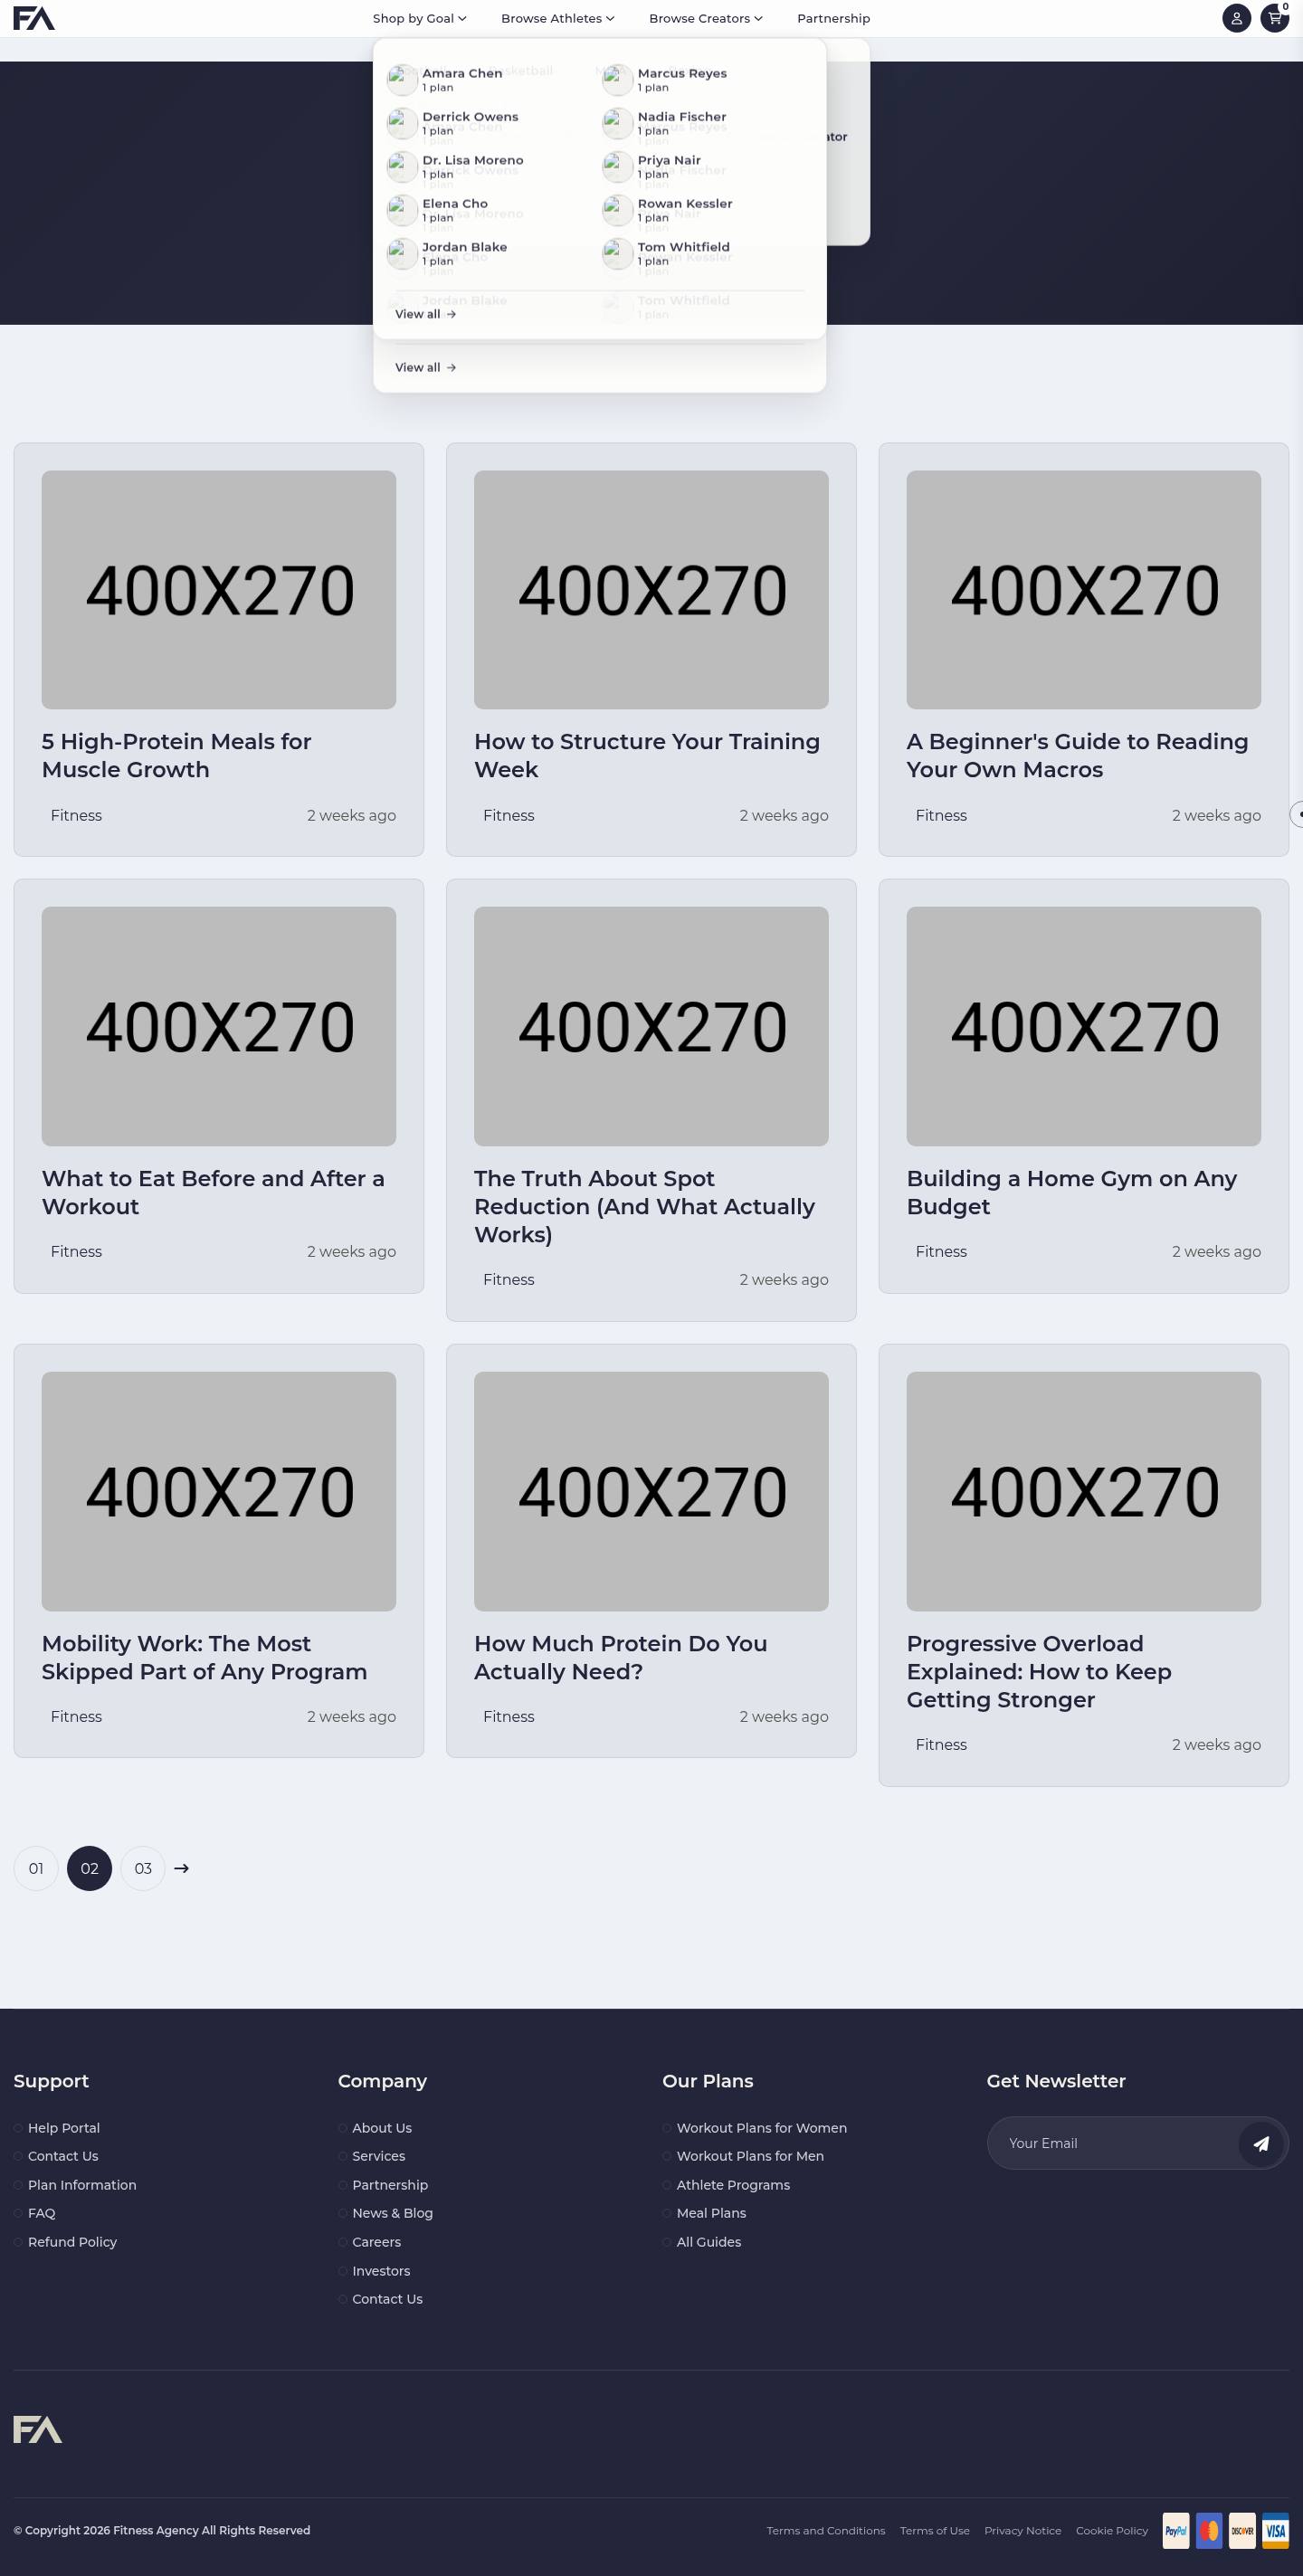 FA
Shop by Goal
Browse Athletes
Browse Creators
Partnership
0
Amara Chen
1 plan
Marcus Reyes
1 plan
Derrick Owens
1 plan
Nadia Fischer
1 plan
Dr. Lisa Moreno
1 plan
Priya Nair
1 plan
Elena Cho
1 plan
Rowan Kessler
1 plan
Jordan Blake
1 plan
Tom Whitfield
1 plan
Jordan Blake
Tom Whitfield
1 plan
View all →
View all →
400X270
400X270
400X270
5 High-Protein Meals for
Muscle Growth
Fitness
2 weeks ago
How to Structure Your Training
Week
Fitness
2 weeks ago
A Beginner's Guide to Reading
Your Own Macros
Fitness
2 weeks ago
400X270
400X270
400X270
What to Eat Before and After a
Workout
Fitness
2 weeks ago
The Truth About Spot
Reduction (And What Actually
Works)
Fitness
2 weeks ago
Building a Home Gym on Any
Budget
Fitness
2 weeks ago
400X270
400X270
400X270
Mobility Work: The Most
Skipped Part of Any Program
Fitness
2 weeks ago
How Much Protein Do You
Actually Need?
Fitness
2 weeks ago
Progressive Overload
Explained: How to Keep
Getting Stronger
Fitness
2 weeks ago
01
02
03
→
Support
Help Portal
Contact Us
Plan Information
FAQ
Refund Policy
Company
About Us
Services
Partnership
News & Blog
Careers
Investors
Contact Us
Our Plans
Workout Plans for Women
Workout Plans for Men
Athlete Programs
Meal Plans
All Guides
Get Newsletter
Your Email
FA
© Copyright 2026 Fitness Agency All Rights Reserved
Terms and Conditions
Terms of Use
Privacy Notice
Cookie Policy
PayPal
DISCOVER
VISA